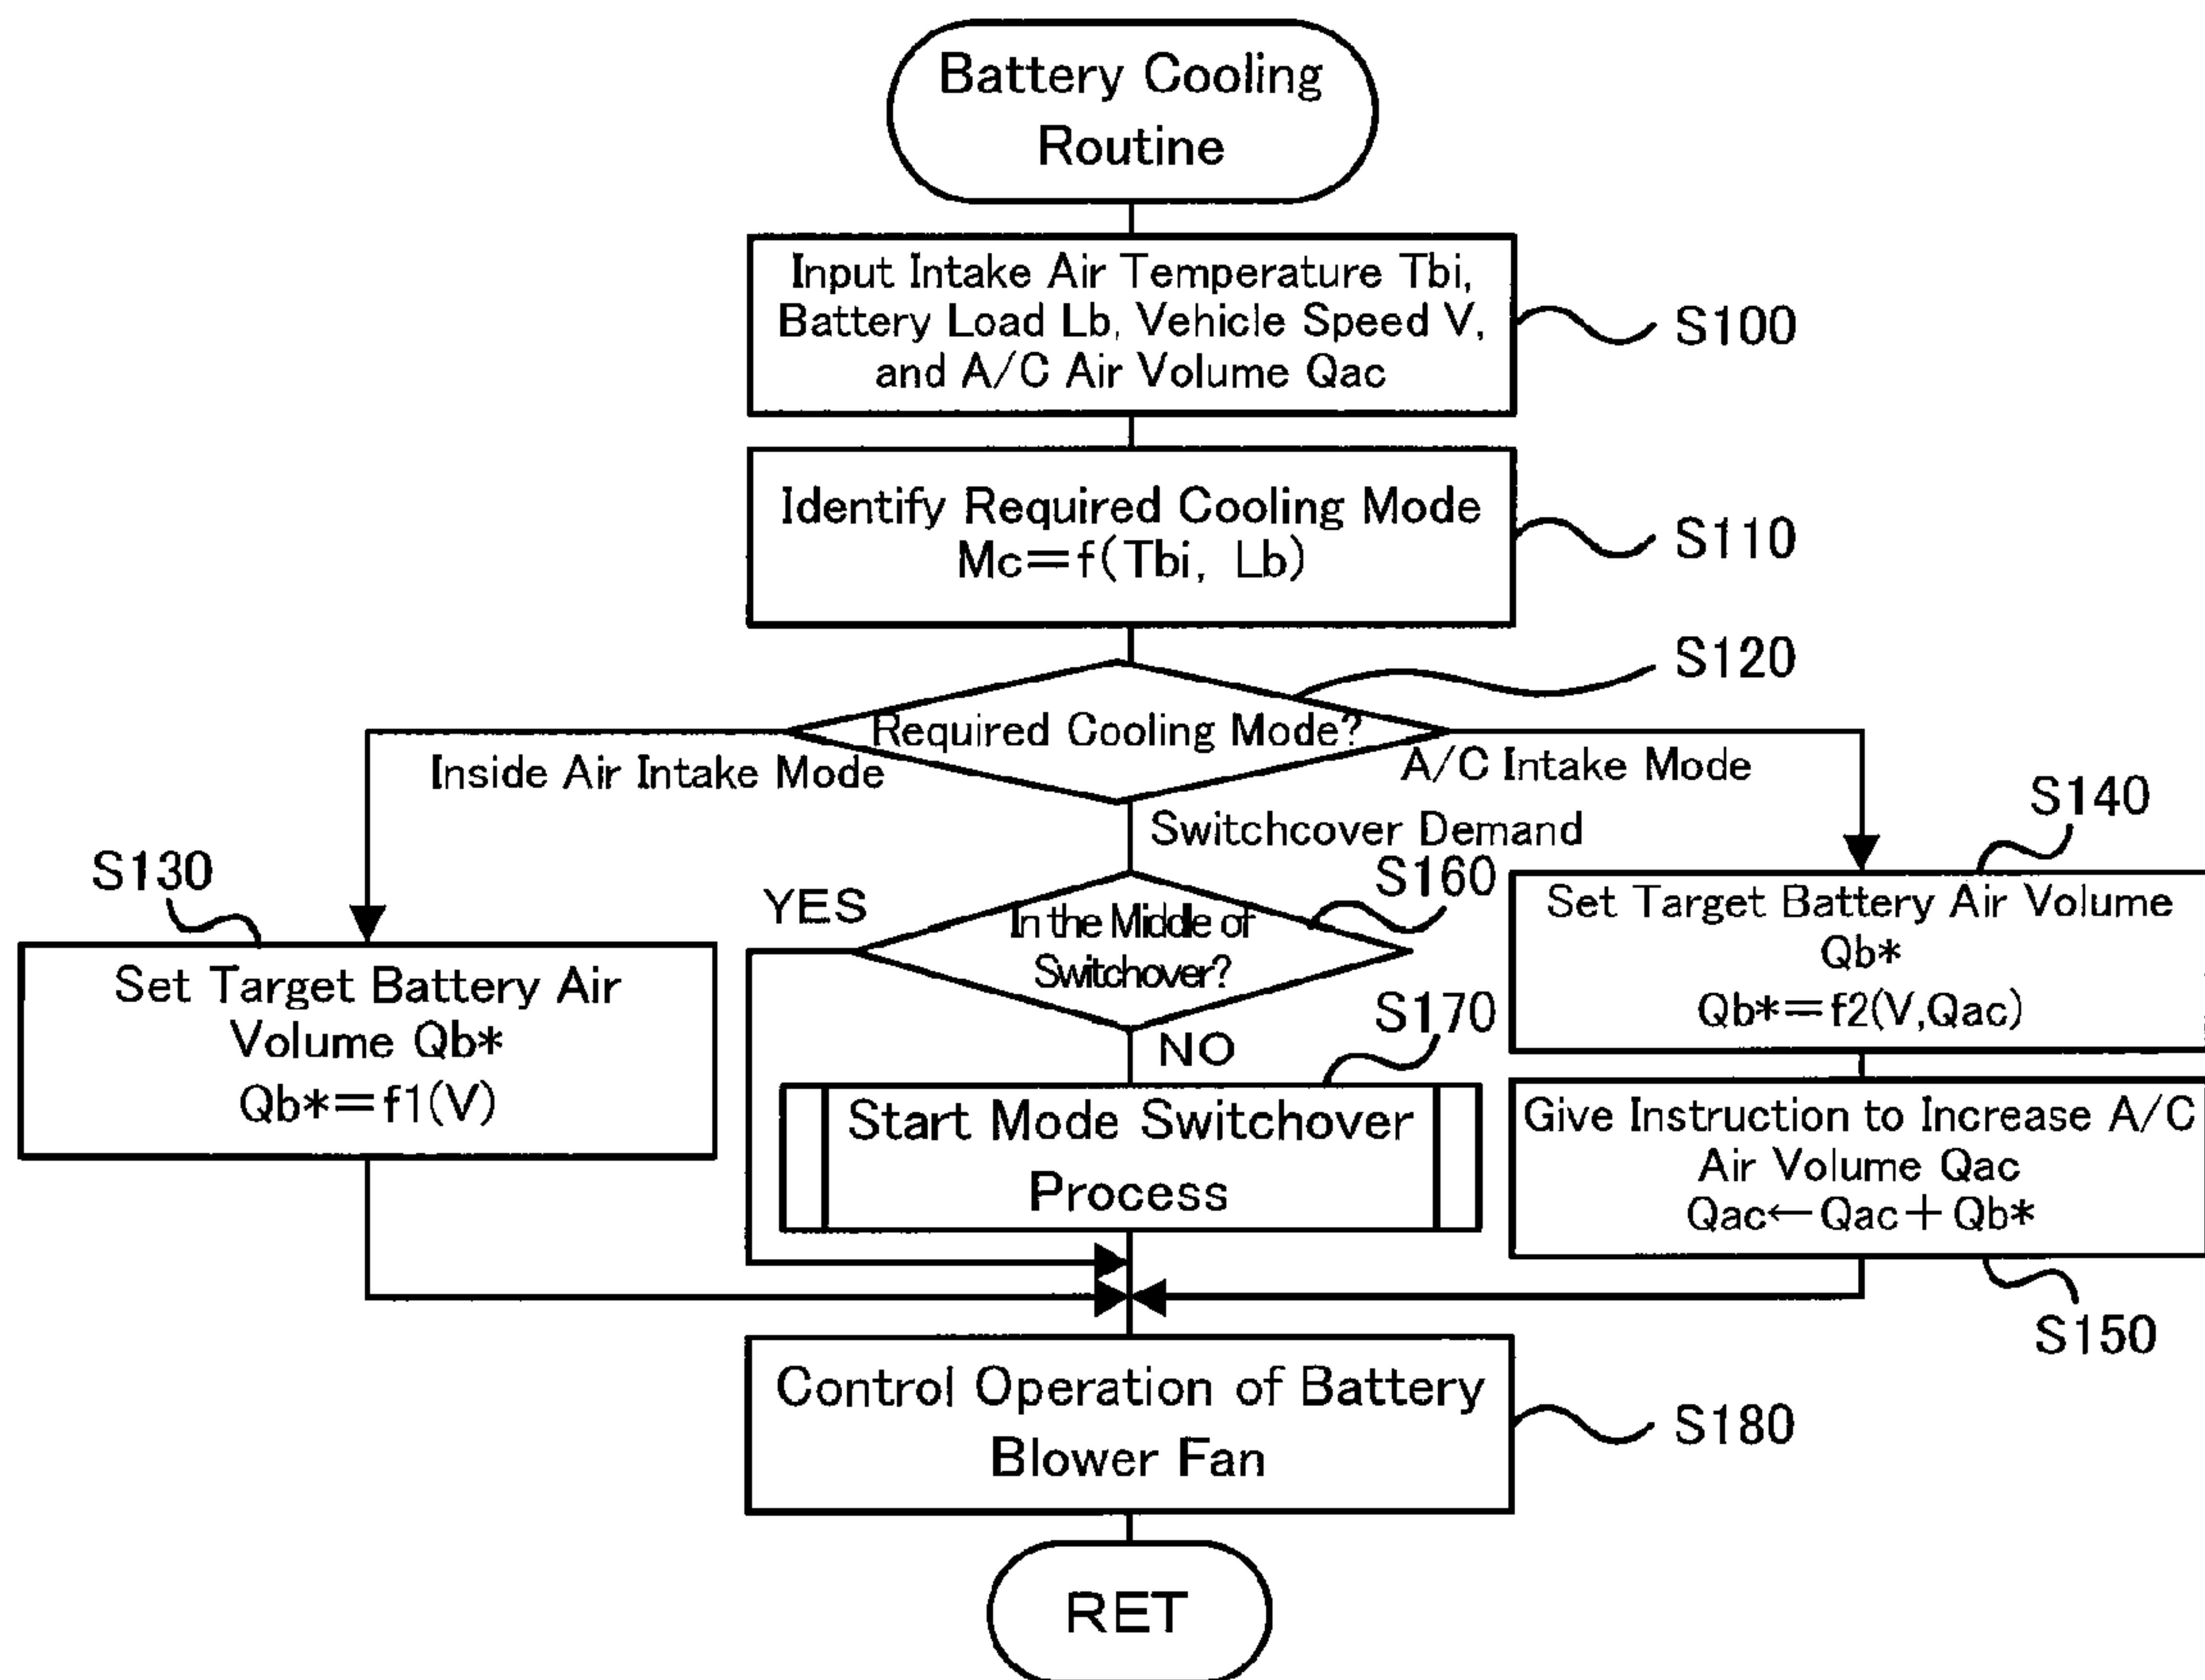 Battery Cooling
Routine
Input Intake Air Temperature Tbi,
Battery Load Lb, Vehicle Speed V,
and A/C Air Volume Qac
S100
Identify Required Cooling Mode
Mc=f(Tbi, Lb)
S110
S120
Required Cooling Mode?
Inside Air Intake Mode
A/C Intake Mode
Switchcover Demand
S130
Set Target Battery Air
Volume Qb*
Qb*=f1(V)
S160
YES
In the Middle of
Switchover?
NO
S170
Start Mode Switchover
Process
S140
Set Target Battery Air Volume
Qb*
Qb*=f2(V,Qac)
Give Instruction to Increase A/C
Air Volume Qac
Qac←Qac+Qb*
S150
Control Operation of Battery
Blower Fan
S180
RET